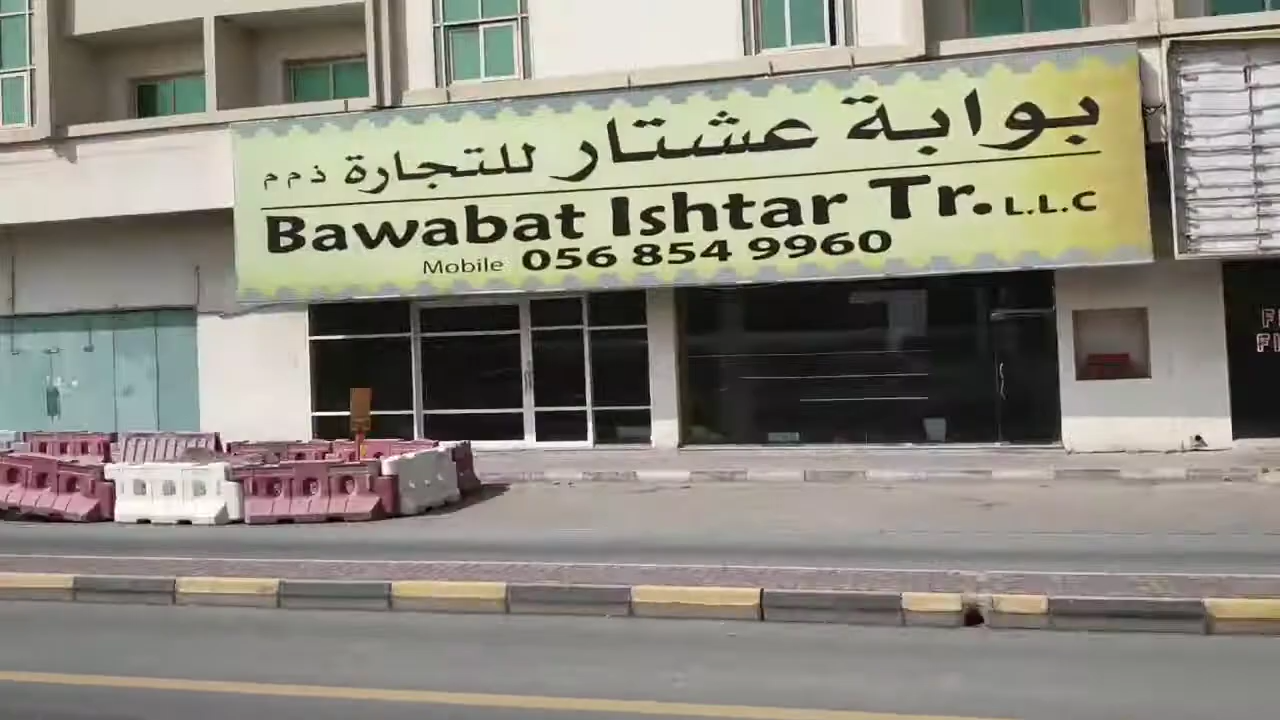 بوابة عشتار للتجارة ذ م م
Bawabat Ishtar Tr. L.L.C
Mobile 056 854 9960